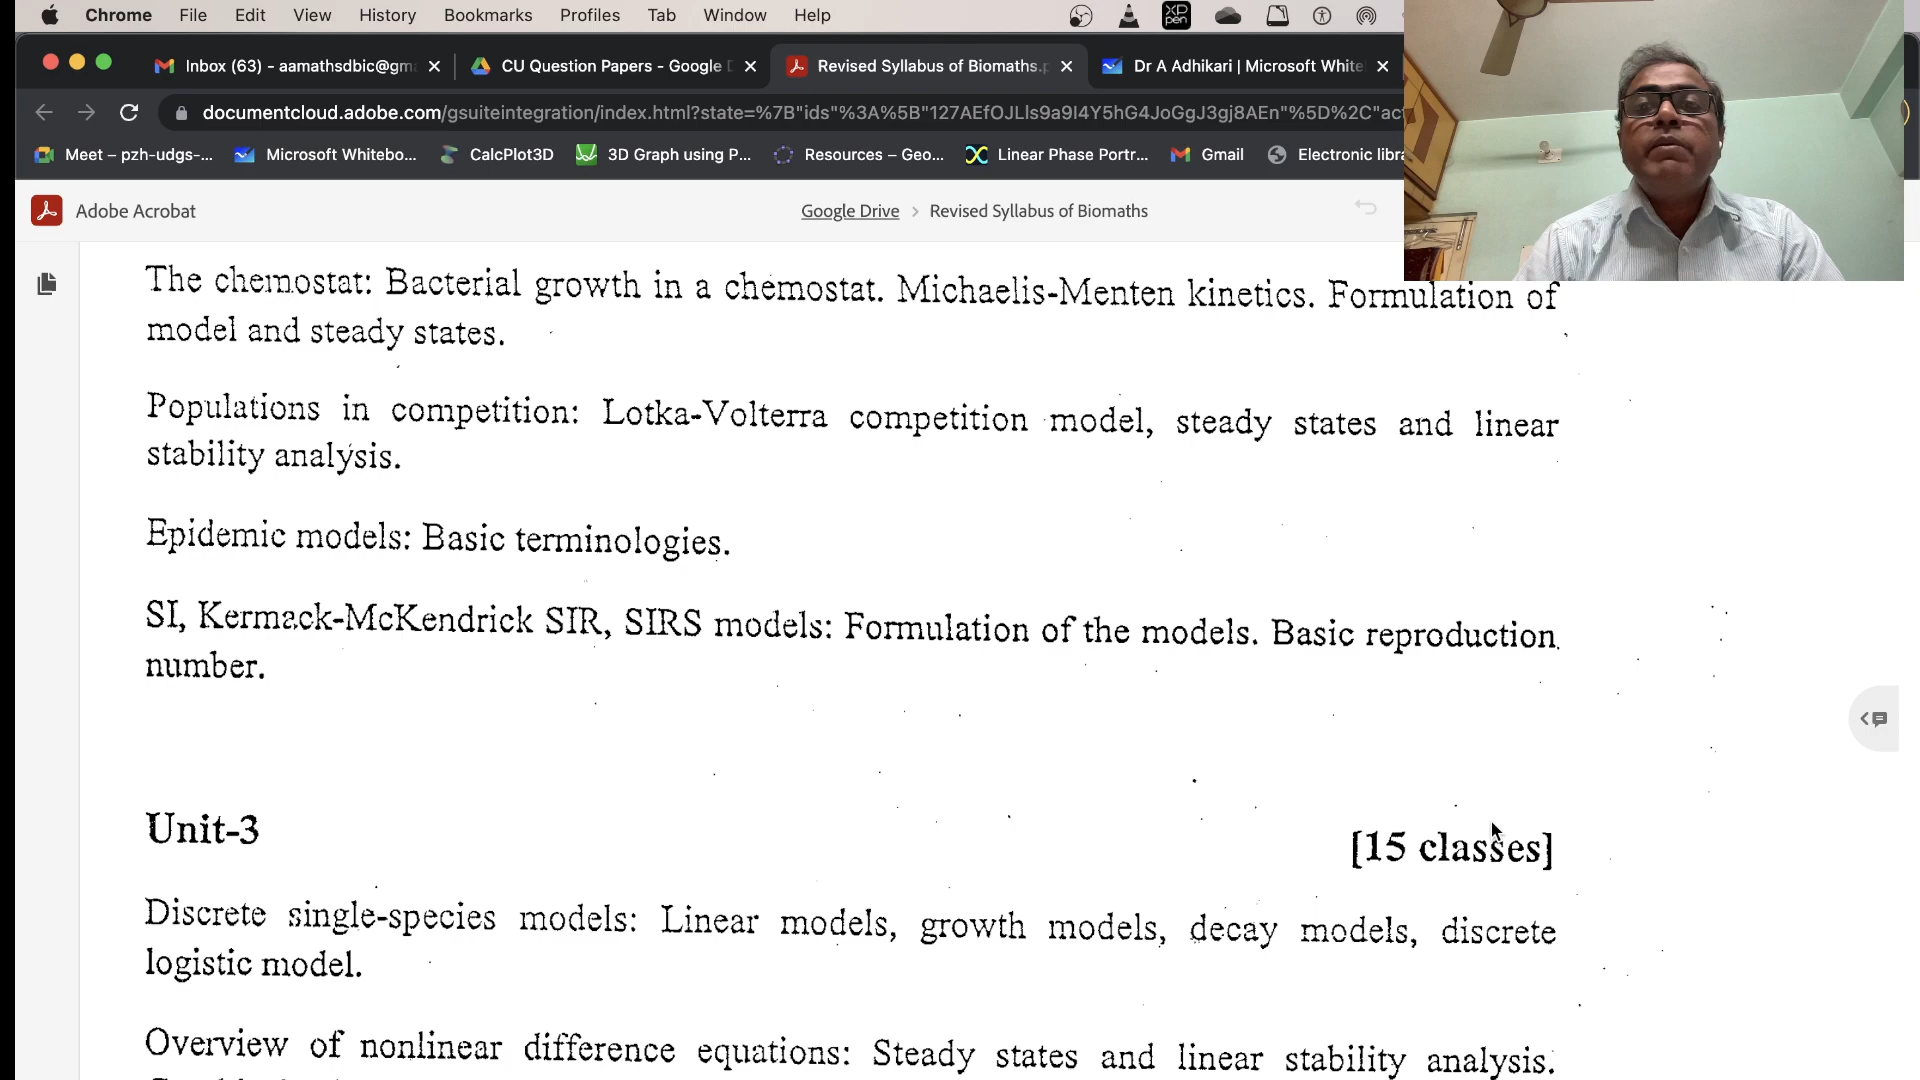 Chrome File Edit View History Bookmarks Profiles Tab Window Help
Inbox (63) - aamathsdbic@gm CU Question Papers - Google D Revised Syllabus of Biomaths.p Dr A Adhikari | Microsoft White
documentcloud.adobe.com/gsuiteintegration/index.html?state=%7B"ids"%3A%5B"127AEfOJLls9a9I4Y5hG4JoGgJ3gj8AEn"%5D%2C"act
Meet – pzh-udgs-... Microsoft Whitebo... CalcPlot3D 3D Graph using P... Resources – Geo... Linear Phase Portr... Gmail Electronic libra
Adobe Acrobat Google Drive > Revised Syllabus of Biomaths
The chemostat: Bacterial growth in a chemostat. Michaelis-Menten kinetics. Formulation of
model and steady states.
Populations in competition: Lotka-Volterra competition model, steady states and linear
stability analysis.
Epidemic models: Basic terminologies.
SI, Kermack-McKendrick SIR, SIRS models: Formulation of the models. Basic reproduction
number.
Unit-3
[15 classes]
Discrete single-species models: Linear models, growth models, decay models, discrete
logistic model.
Overview of nonlinear difference equations: Steady states and linear stability analysis.